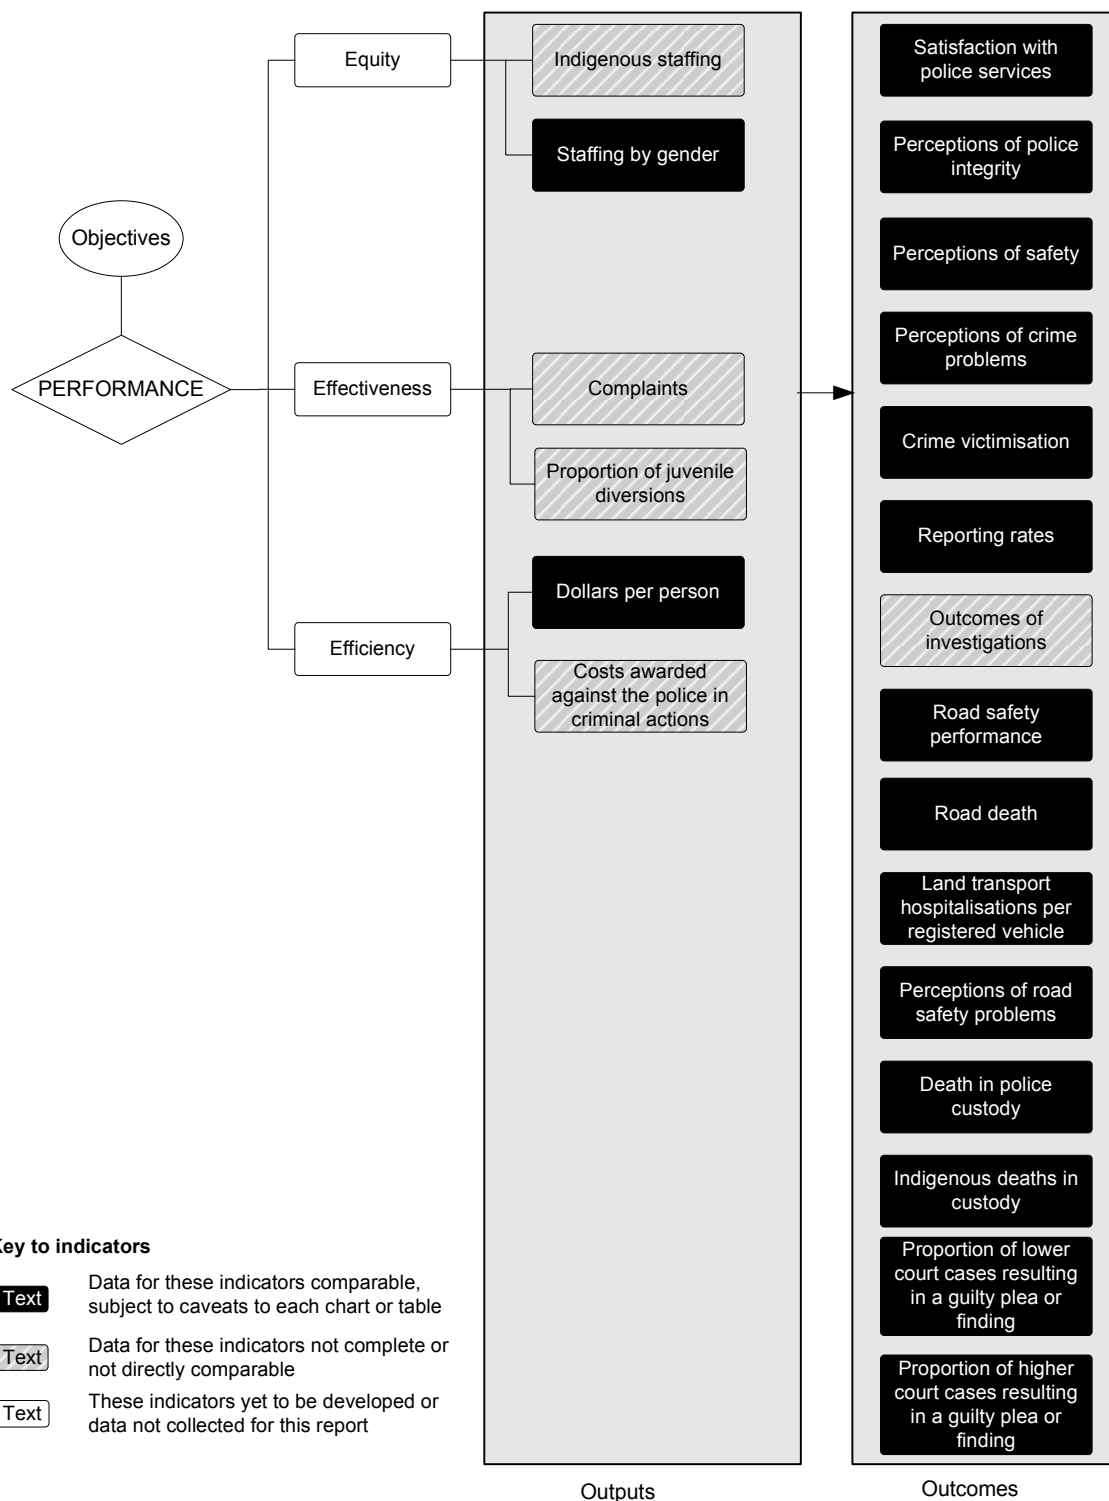 Objectives
PERFORMANCE
Equity
Effectiveness
Efficiency
Indigenous staffing
Staffing by gender
Complaints
Proportion of juvenile
diversions
Dollars per person
Costs awarded
against the police in
criminal actions
Outputs
Satisfaction with
police services
Perceptions of police
integrity
Perceptions of safety
Perceptions of crime
problems
Crime victimisation
Reporting rates
Outcomes of
investigations
Road safety
performance
Road death
Land transport
hospitalisations per
registered vehicle
Perceptions of road
safety problems
Death in police
custody
Indigenous deaths in
custody
Proportion of lower
court cases resulting
in a guilty plea or
finding
Proportion of higher
court cases resulting
in a guilty plea or
finding
Outcomes
Key to indicators
Text
Data for these indicators comparable,
subject to caveats to each chart or table
Text
Data for these indicators not complete or
not directly comparable
Text
These indicators yet to be developed or
data not collected for this report